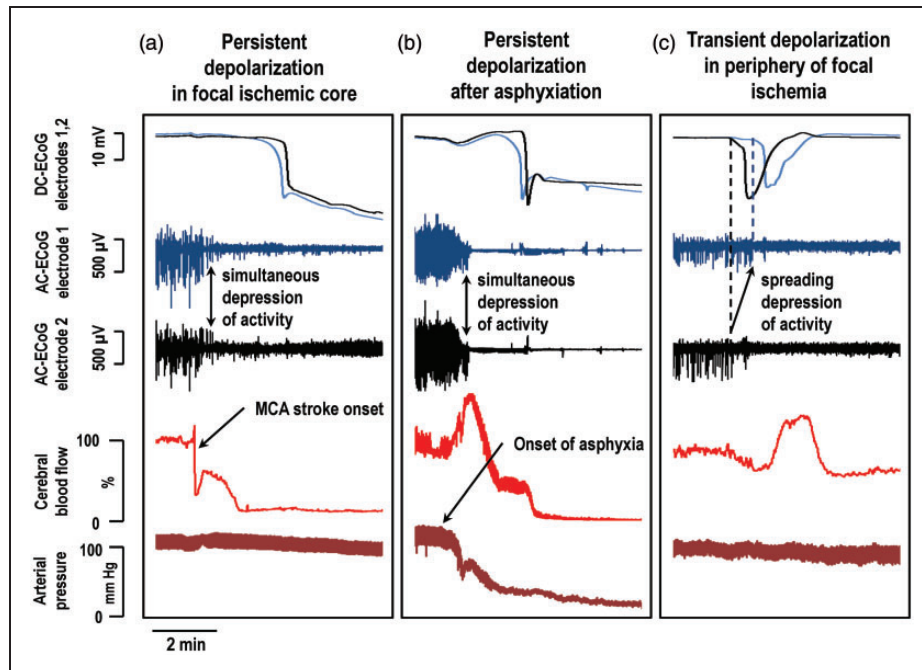 (a)
Persistent
depolarization
in focal ischemic core
(b)
Persistent
depolarization
after asphyxiation
(c)
Transient depolarization
in periphery of focal
ischemia
DC-ECoG
electrodes 1,2
10 mV
AC-ECoG
electrode 1
500 µV
simultaneous
depression
of activity
simultaneous
depression
of activity
spreading
depression
of activity
AC-ECoG
electrode 2
500 µV
MCA stroke onset
Onset of asphyxia
Cerebral
blood flow
%
100
0
Arterial
pressure
mm Hg
100
0
2 min